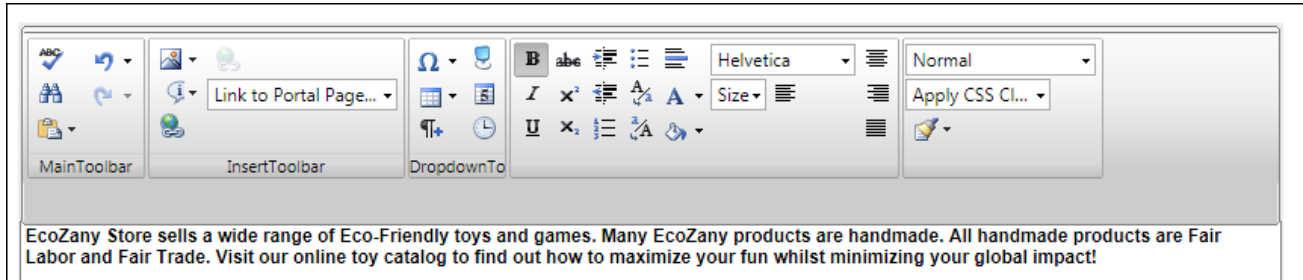 ABC
Helvetica
Normal
Link to Portal Page...
Size
Apply CSS Cl...
MainToolbar
InsertToolbar
DropdownTo
EcoZany Store sells a wide range of Eco-Friendly toys and games. Many EcoZany products are handmade. All handmade products are Fair
Labor and Fair Trade. Visit our online toy catalog to find out how to maximize your fun whilst minimizing your global impact!